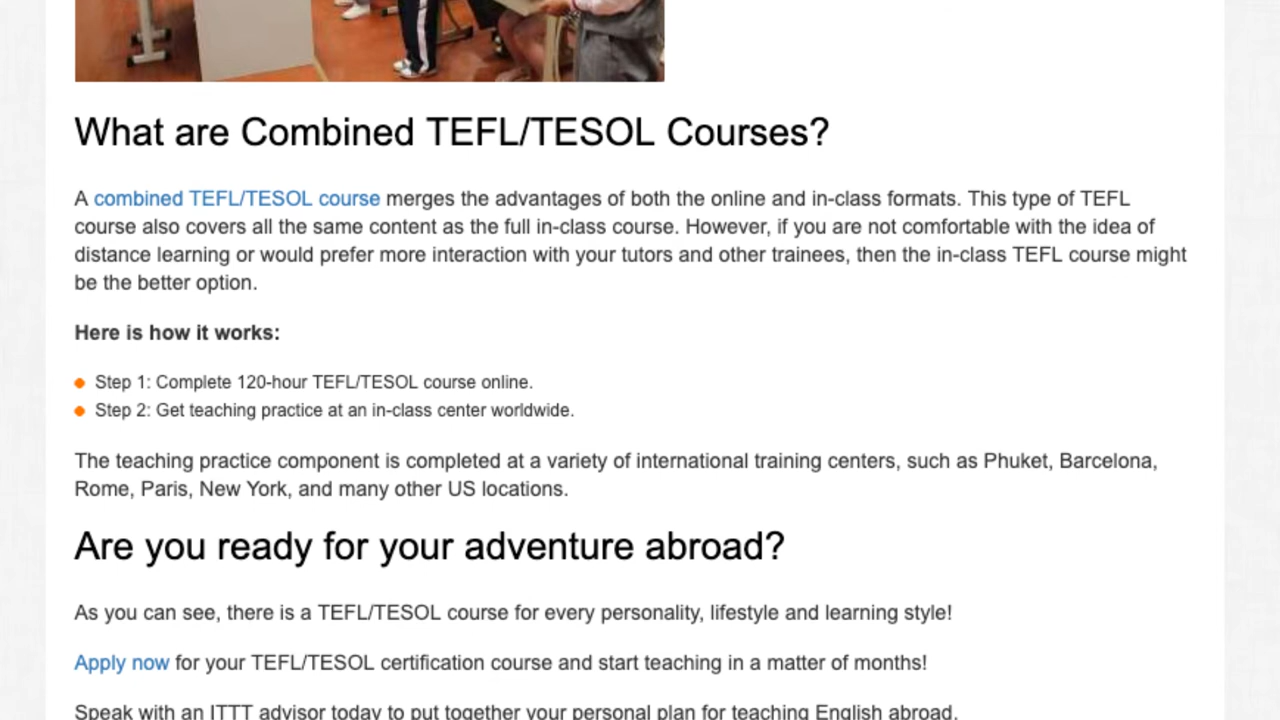 What are Combined TEFL/TESOL Courses?
A combined TEFL/TESOL course merges the advantages of both the online and in-class formats. This type of TEFL
course also covers all the same content as the full in-class course. However, if you are not comfortable with the idea of
distance learning or would prefer more interaction with your tutors and other trainees, then the in-class TEFL course might
be the better option.
Here is how it works:
Step 1: Complete 120-hour TEFL/TESOL course online.
Step 2: Get teaching practice at an in-class center worldwide.
The teaching practice component is completed at a variety of international training centers, such as Phuket, Barcelona,
Rome, Paris, New York, and many other US locations.
Are you ready for your adventure abroad?
As you can see, there is a TEFL/TESOL course for every personality, lifestyle and learning style!
Apply now for your TEFL/TESOL certification course and start teaching in a matter of months!
Speak with an ITTT advisor today to put together your personal plan for teaching English abroad.